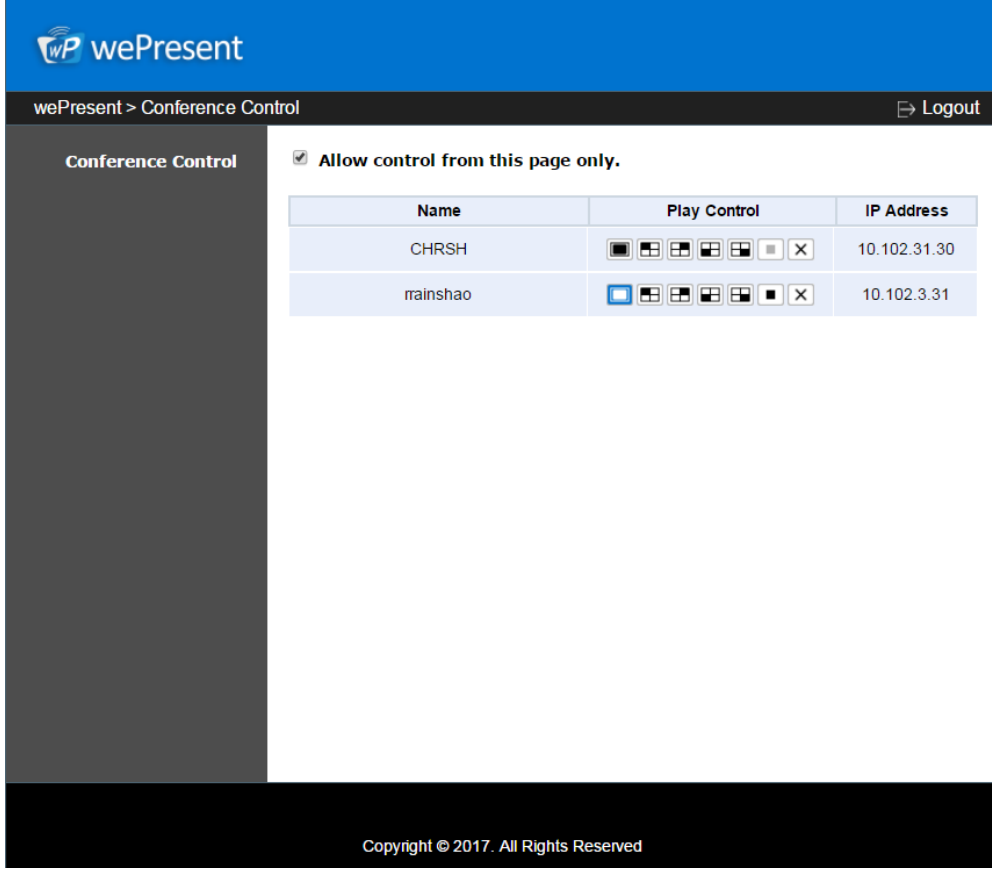 wP wePresent
wePresent > Conference Control Logout
Conference Control
Allow control from this page only.
Name Play Control IP Address
CHRSH 10.102.31.30
rrainshao 10.102.3.31
Copyright © 2017. All Rights Reserved